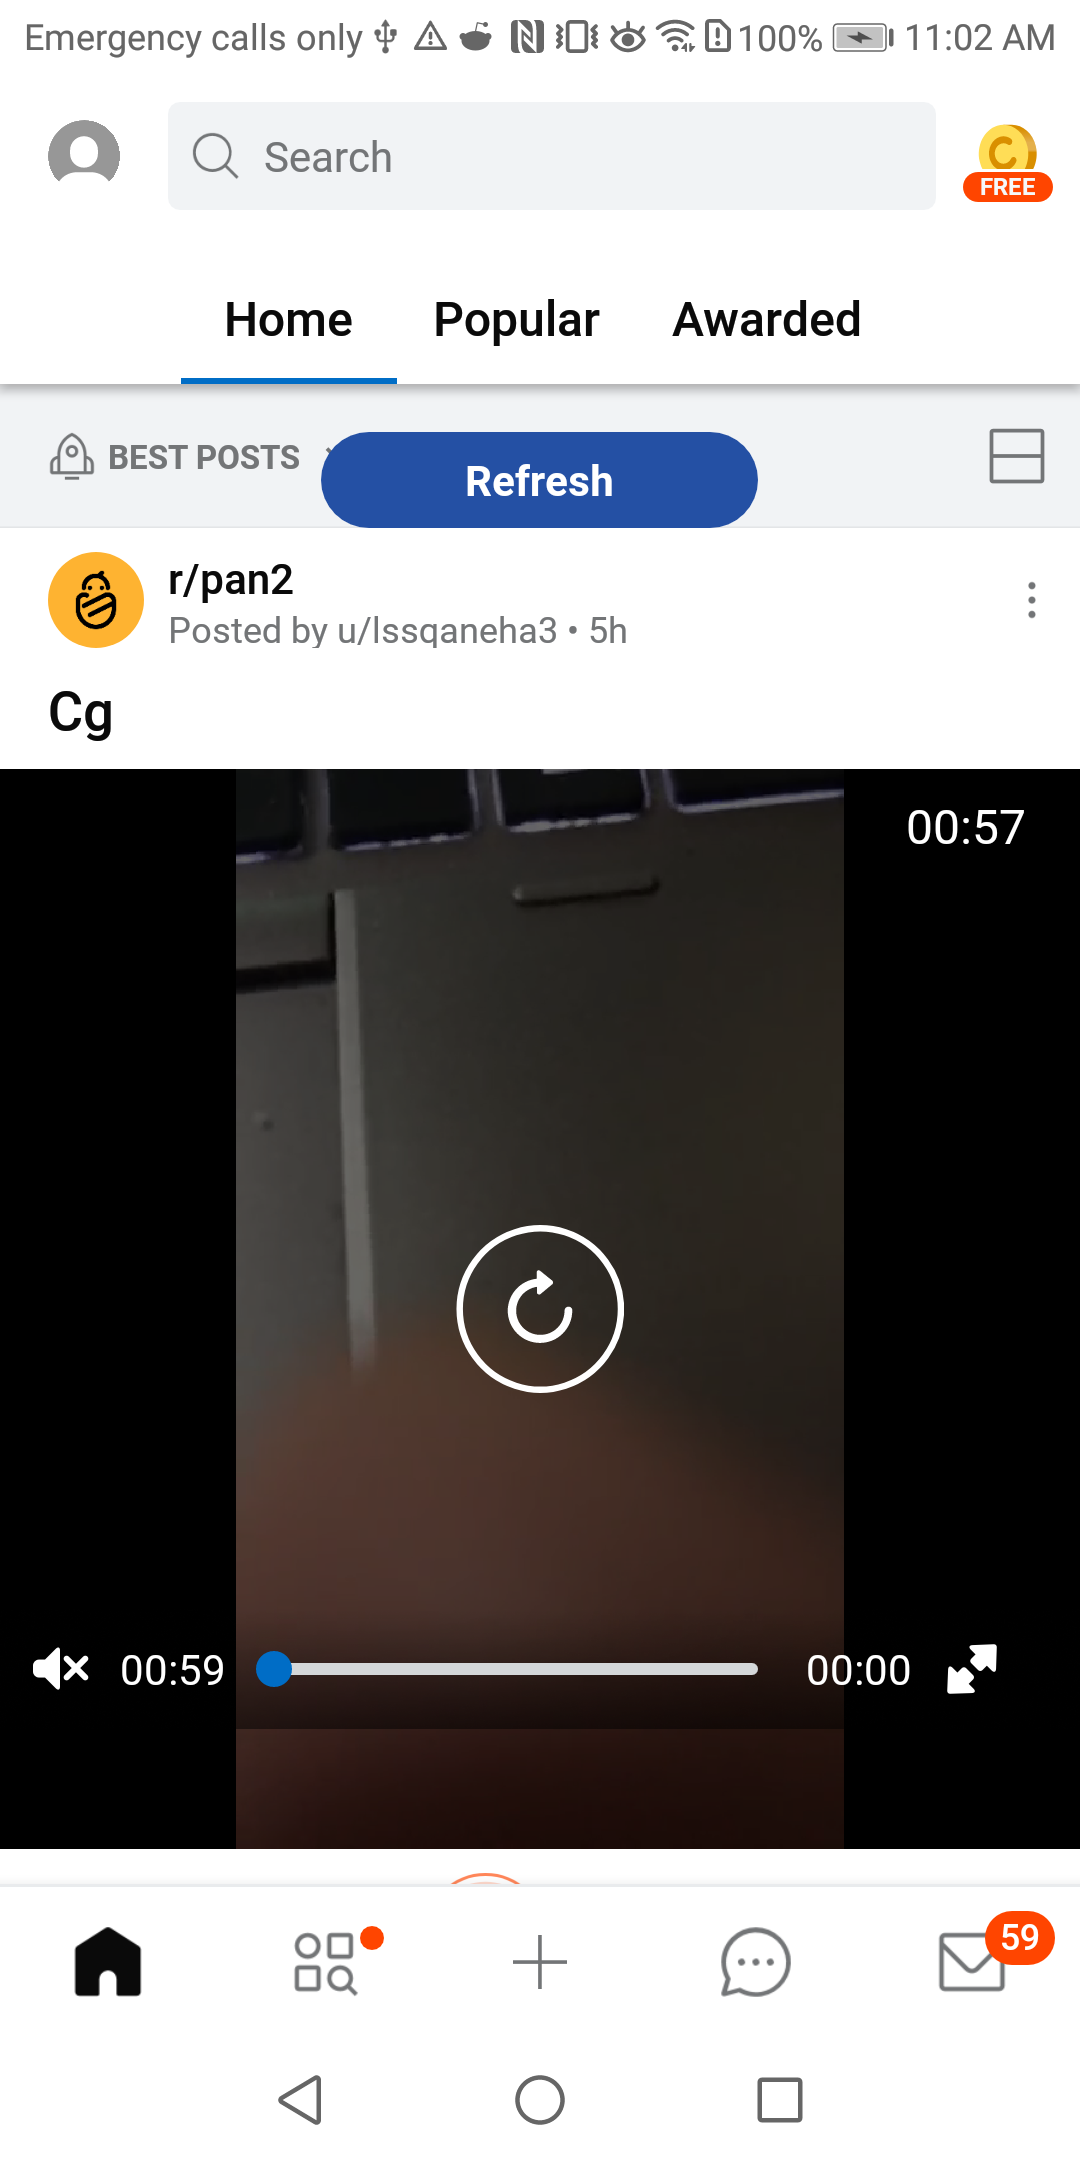 Emergency calls only 100% 11:02 AM
Search
C
FREE
Home Popular Awarded
BEST POSTS
Refresh
r/pan2
Posted by u/lssqaneha3 • 5h
Cg
00:57
00:59 00:00
59